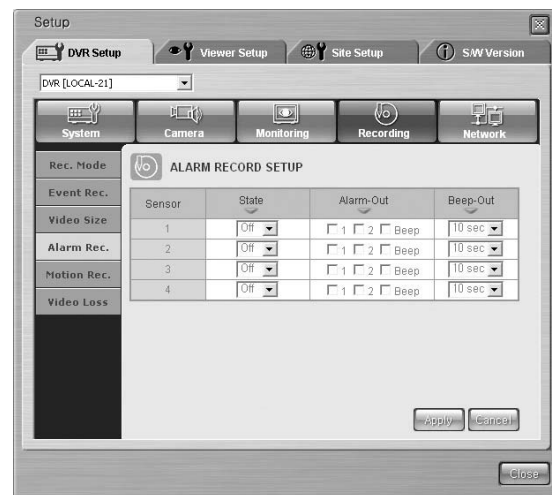 Setup
DVR Setup Viewer Setup Site Setup S/W Version
DVR [LOCAL-21]
System Camera Monitoring Recording Network
Rec. Mode
Event Rec.
Video Size
Alarm Rec.
Motion Rec.
Video Loss
ALARM RECORD SETUP
Sensor State Alarm-Out Beep-Out
1 Off 1 2 Beep 10 sec
2 Off 1 2 Beep 10 sec
3 Off 1 2 Beep 10 sec
4 Off 1 2 Beep 10 sec
Apply Cancel
Close